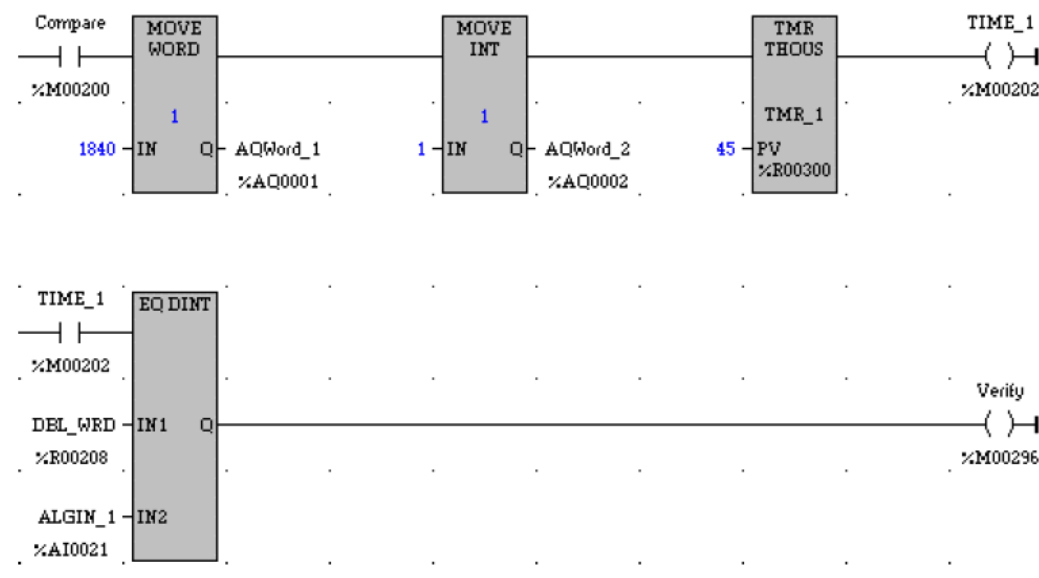 Compare MOVE MOVE TMR TIME_1
WORD INT THOUS
%M00200 %M00202
1 1 TMR_1
1840 IN Q AQWord_1 1 IN Q AQWord_2 45 PV
%AQ0001 %AQ0002 %R00300
TIME_1 EQ DINT
%M00202
Verify
DBL_WRD IN1 Q
%R00208 %M00296
ALGIN_1 IN2
%AI0021